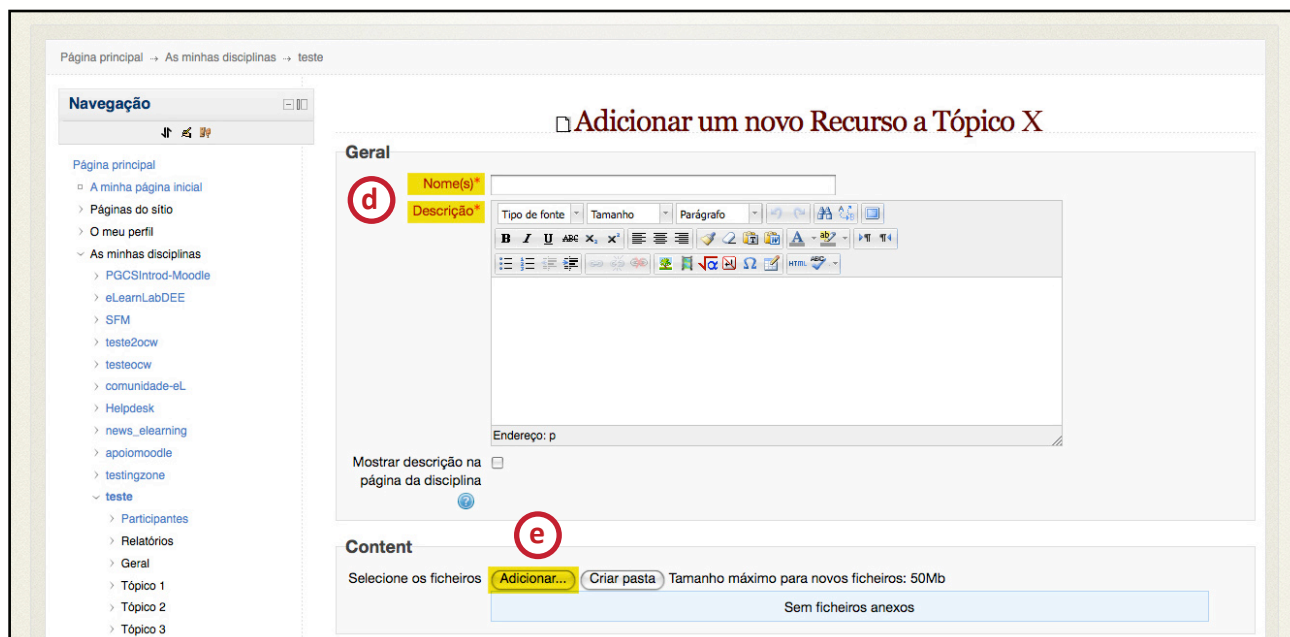 Página principal → As minhas disciplinas → teste
Navegação
Página principal
A minha página inicial
Páginas do sítio
O meu perfil
As minhas disciplinas
PGCSIntrod-Moodle
eLearnLabDEE
SFM
teste2ocw
testeocw
comunidade-eL
Helpdesk
news_elearning
apoiomoodle
testingzone
teste
Participantes
Relatórios
Geral
Tópico 1
Tópico 2
Tópico 3
Adicionar um novo Recurso a Tópico X
Geral
d
Nome(s)*
Descrição*
Tipo de fonte Tamanho Parágrafo
B I U ABC X₂ X² A ab
Ω HTML ABC
Endereço: p
Mostrar descrição na
página da disciplina
?
e
Content
Selecione os ficheiros Adicionar... Criar pasta Tamanho máximo para novos ficheiros: 50Mb
Sem ficheiros anexos